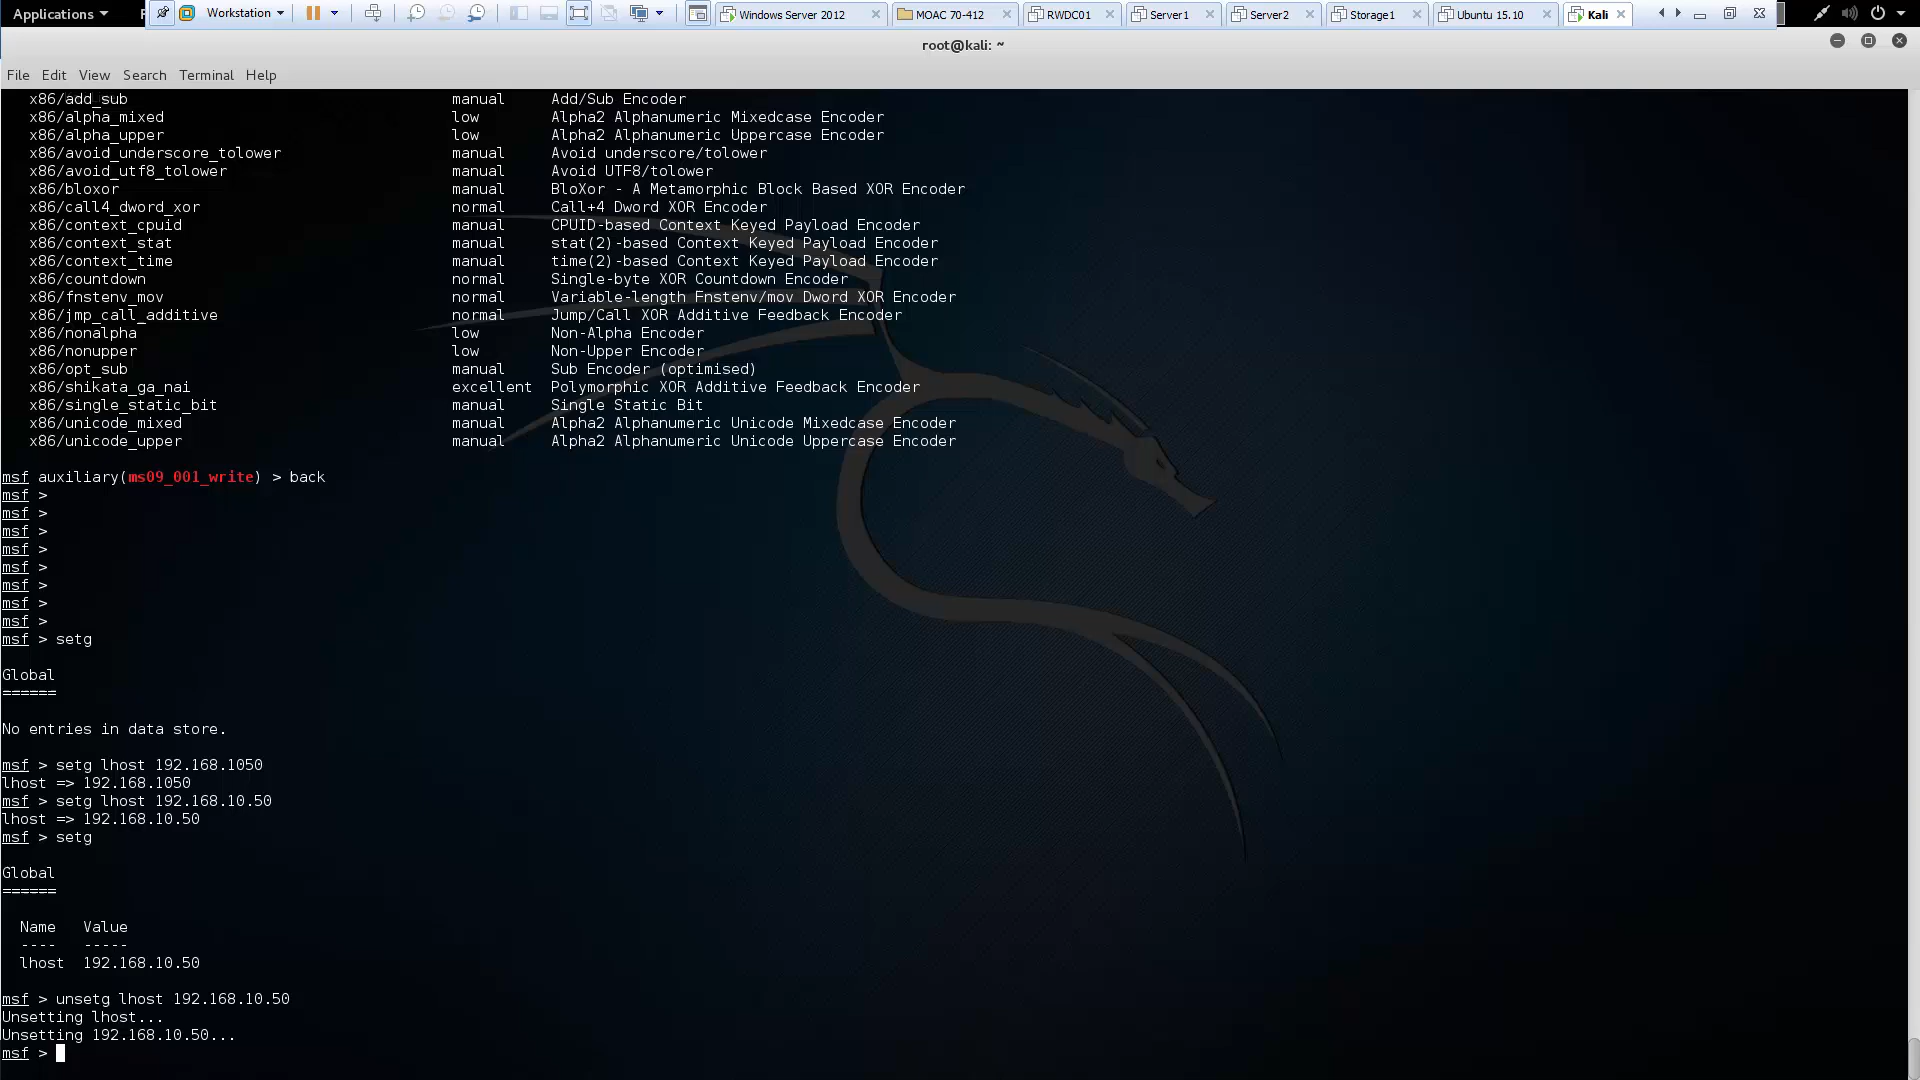 Applications
Workstation
Windows Server 2012
MOAC 70-412
RWDC01
Server1
Server2
Storage1
Ubuntu 15.10
Kali
root@kali: ~
File Edit View Search Terminal Help
x86/add_sub manual Add/Sub Encoder
x86/alpha_mixed low Alpha2 Alphanumeric Mixedcase Encoder
x86/alpha_upper low Alpha2 Alphanumeric Uppercase Encoder
x86/avoid_underscore_tolower manual Avoid underscore/tolower
x86/avoid_utf8_tolower manual Avoid UTF8/tolower
x86/bloxor manual BloXor - A Metamorphic Block Based XOR Encoder
x86/call4_dword_xor normal Call+4 Dword XOR Encoder
x86/context_cpuid manual CPUID-based Context Keyed Payload Encoder
x86/context_stat manual stat(2)-based Context Keyed Payload Encoder
x86/context_time manual time(2)-based Context Keyed Payload Encoder
x86/countdown normal Single-byte XOR Countdown Encoder
x86/fnstenv_mov normal Variable-length Fnstenv/mov Dword XOR Encoder
x86/jmp_call_additive normal Jump/Call XOR Additive Feedback Encoder
x86/nonalpha low Non-Alpha Encoder
x86/nonupper low Non-Upper Encoder
x86/opt_sub manual Sub Encoder (optimised)
x86/shikata_ga_nai excellent Polymorphic XOR Additive Feedback Encoder
x86/single_static_bit manual Single Static Bit
x86/unicode_mixed manual Alpha2 Alphanumeric Unicode Mixedcase Encoder
x86/unicode_upper manual Alpha2 Alphanumeric Unicode Uppercase Encoder
msf auxiliary(ms09_001_write) > back
msf >
msf >
msf >
msf >
msf >
msf >
msf >
msf >
msf > setg
Global
======
No entries in data store.
msf > setg lhost 192.168.1050
lhost => 192.168.1050
msf > setg lhost 192.168.10.50
lhost => 192.168.10.50
msf > setg
Global
======
Name Value
---- -----
lhost 192.168.10.50
msf > unsetg lhost 192.168.10.50
Unsetting lhost...
Unsetting 192.168.10.50...
msf >